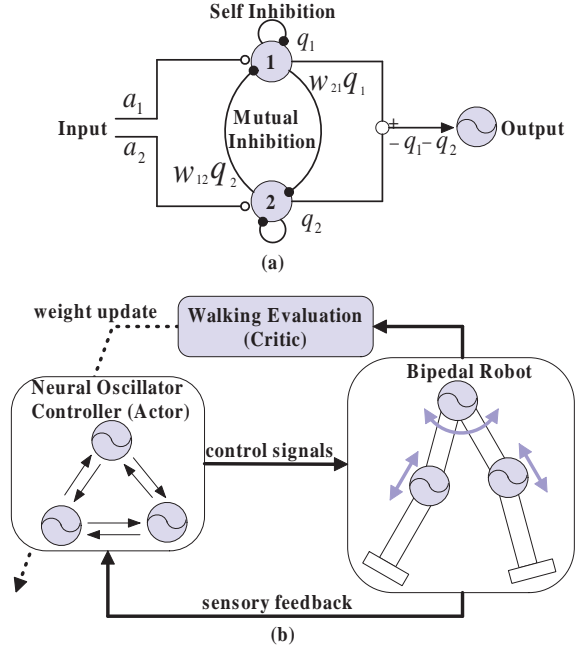 Self Inhibition
q1
1
w21q1
a1
Input
a2
Mutual
Inhibition
+
− q1− q2
Output
w12q2
2
q2
(a)
weight update
Walking Evaluation
(Critic)
Bipedal Robot
Neural Oscillator
Controller (Actor)
control signals
sensory feedback
(b)